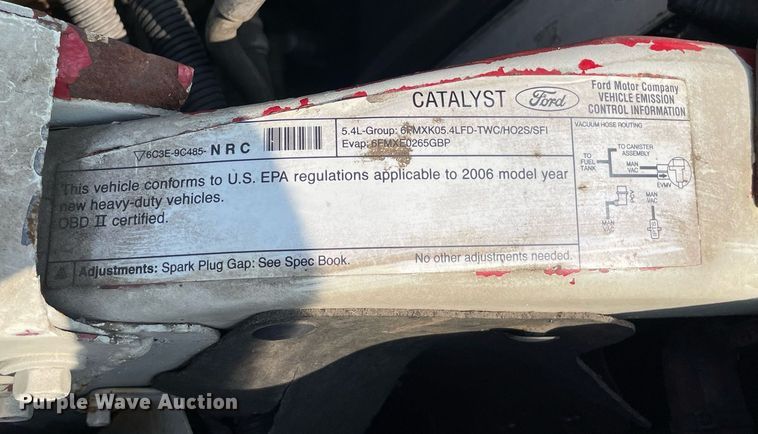 CATALYST Ford
Ford Motor Company
VEHICLE EMISSION
CONTROL INFORMATION
6C3E-9C485- NRC
5.4L-Group: 6FMXK05.4LFD-TWC/HO2S/SFI
Evap: 6FMXE0265GBP
This vehicle conforms to U.S. EPA regulations applicable to 2006 model year
new heavy-duty vehicles.
OBD II certified.
VACUUM HOSE ROUTING
TO CANISTER
ASSEMBLY
TO
FUEL
TANK
MAN
VAC
EVMV
MAN
VAC
PCV
MAN
VAC
Adjustments: Spark Plug Gap: See Spec Book.
No other adjustments needed.
Purple Wave Auction